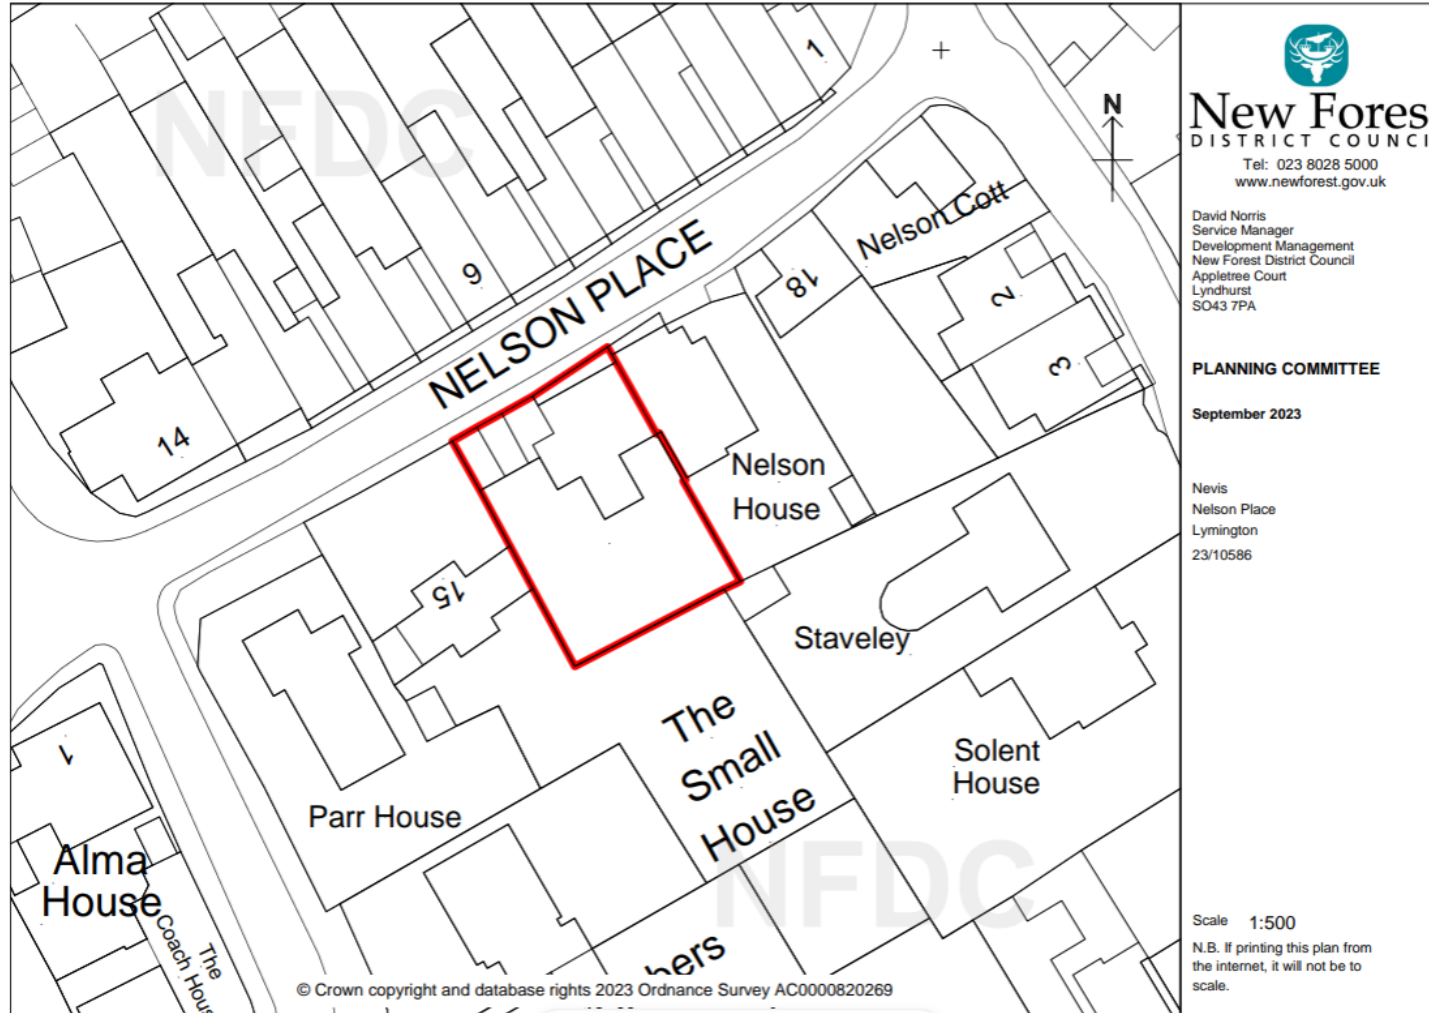 NFDC
1
9
NELSON PLACE
14
18
Nelson Cott
2
3
Nelson
House
15
Staveley
The
Small
House
Solent
House
Parr House
1
Alma
House
The
Coach Hous
NFDC
bers
© Crown copyright and database rights 2023 Ordnance Survey AC0000820269
N
New Fores
DISTRICT COUNCI
Tel: 023 8028 5000
www.newforest.gov.uk
David Norris
Service Manager
Development Management
New Forest District Council
Appletree Court
Lyndhurst
SO43 7PA
PLANNING COMMITTEE
September 2023
Nevis
Nelson Place
Lymington
23/10586
Scale 1:500
N.B. If printing this plan from
the internet, it will not be to
scale.